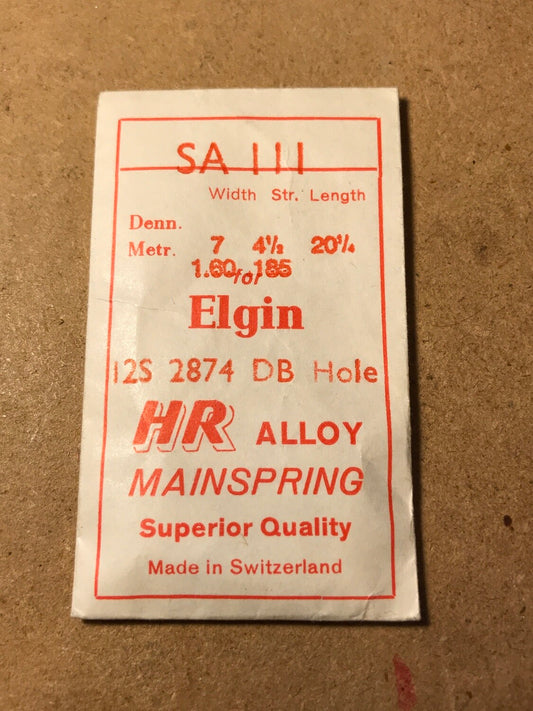 SA 111
Width Str. Length
Denn.
Metr. 7 4½ 20¼
1.60 .185
for
Elgin
12S 2874 DB Hole
HR ALLOY
MAINSPRING
Superior Quality
Made in Switzerland